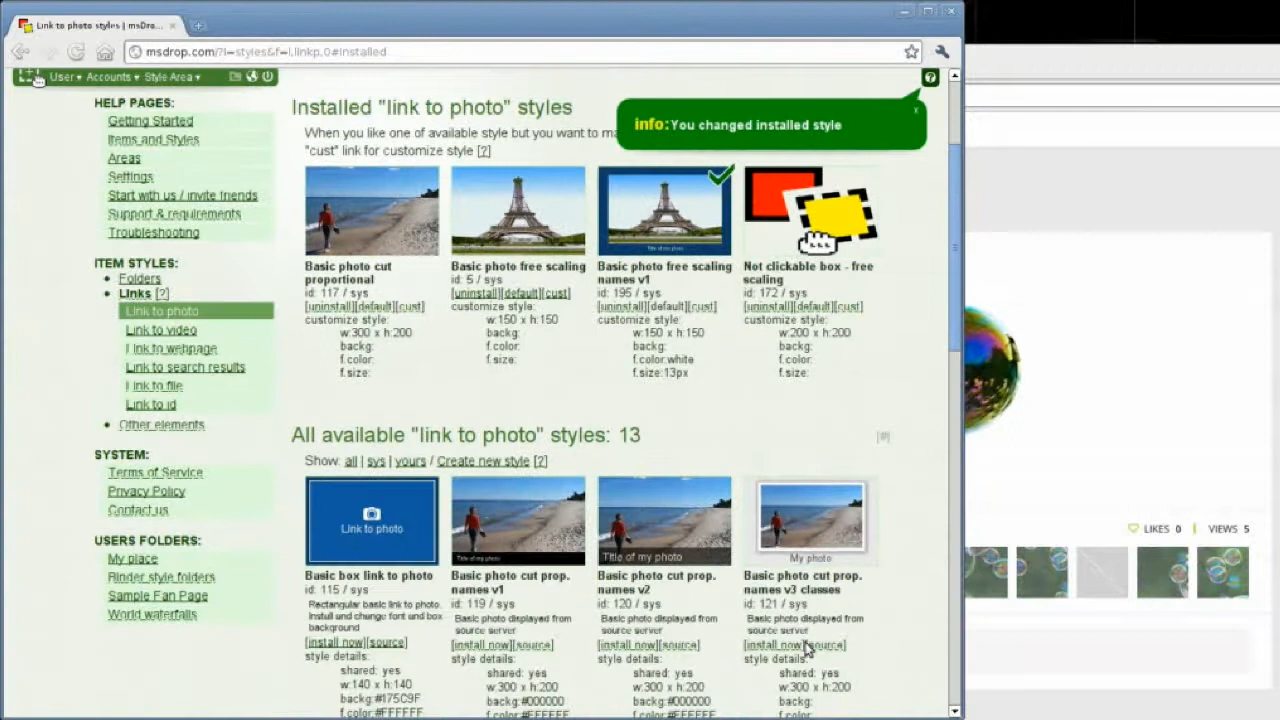 Link to photo styles | msDro...
msdrop.com/?l=styles&f=l.linkp.0#installed
User Accounts Style Area
HELP PAGES:
Getting Started
Items and Styles
Areas
Settings
Start with us / invite friends
Support & requirements
Troubleshooting
ITEM STYLES:
Folders
Links [?]
Link to photo
Link to video
Link to webpage
Link to search results
Link to file
Link to id
Other elements
SYSTEM:
Terms of Service
Privacy Policy
Contact us
USERS FOLDERS:
My place
Rinder style folders
Sample Fan Page
World waterfalls
Installed "link to photo" styles
When you like one of available style but you want to ma
"cust" link for customize style [?]
info: You changed installed style
x
?
Basic photo cut
proportional
id: 117 / sys
[uninstall][default][cust]
customize style:
w:300 x h:200
backg:
f.color:
f.size:
Basic photo free scaling
id: 5 / sys
[uninstall][default][cust]
customize style:
w:150 x h:150
backg:
f.color:
f.size:
Basic photo free scaling
names v1
id: 195 / sys
[uninstall][default][cust]
customize style:
w:150 x h:150
backg:
f.color:white
f.size:13px
Not clickable box - free
scaling
id: 172 / sys
[uninstall][default][cust]
customize style:
w:200 x h:200
backg:
f.color:
f.size:
All available "link to photo" styles: 13
Show: all | sys | yours / Create new style [?]
Link to photo
Basic box link to photo
id: 115 / sys
Rectangular basic link to photo.
Install und change font and box
background
[install now][source]
style details:
shared: yes
w:140 x h:140
backg:#175C9F
f.color:#FFFFFF
Title of my photo
Basic photo cut prop.
names v1
id: 119 / sys
Basic photo displayed from
source server
[install now][source]
style details:
shared: yes
w:300 x h:200
backg:#000000
f.color:#FFFFFF
Title of my photo
Basic photo cut prop.
names v2
id: 120 / sys
Basic photo displayed from
source server
[install now][source]
style details:
shared: yes
w:300 x h:200
backg:#000000
f.color:#FFFFFF
My photo
Basic photo cut prop.
names v3 classes
id: 121 / sys
Basic photo displayed from
source server
[install now][source]
style details:
shared: yes
w:300 x h:200
LIKES 0 VIEWS 5